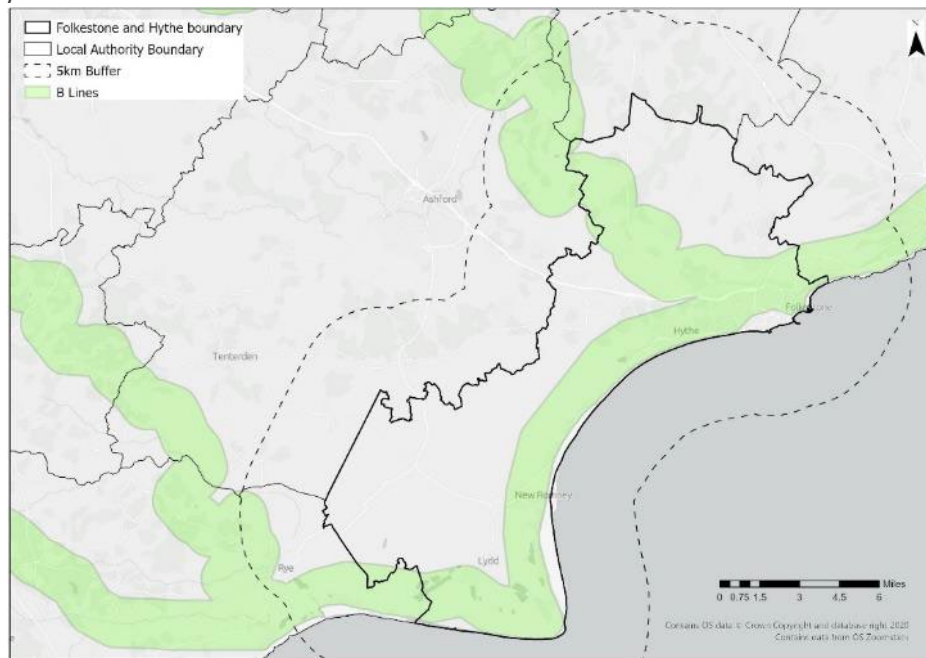 Folkestone and Hythe boundary
Local Authority Boundary
5km Buffer
B Lines
Ashford
Folkestone
Hythe
Tenterden
New Romney
Rye
Lydd
Miles
0 0.75 1.5 3 4.5 6
Contains OS data © Crown Copyright and database right 2020
Contains data from OS Zoomstack